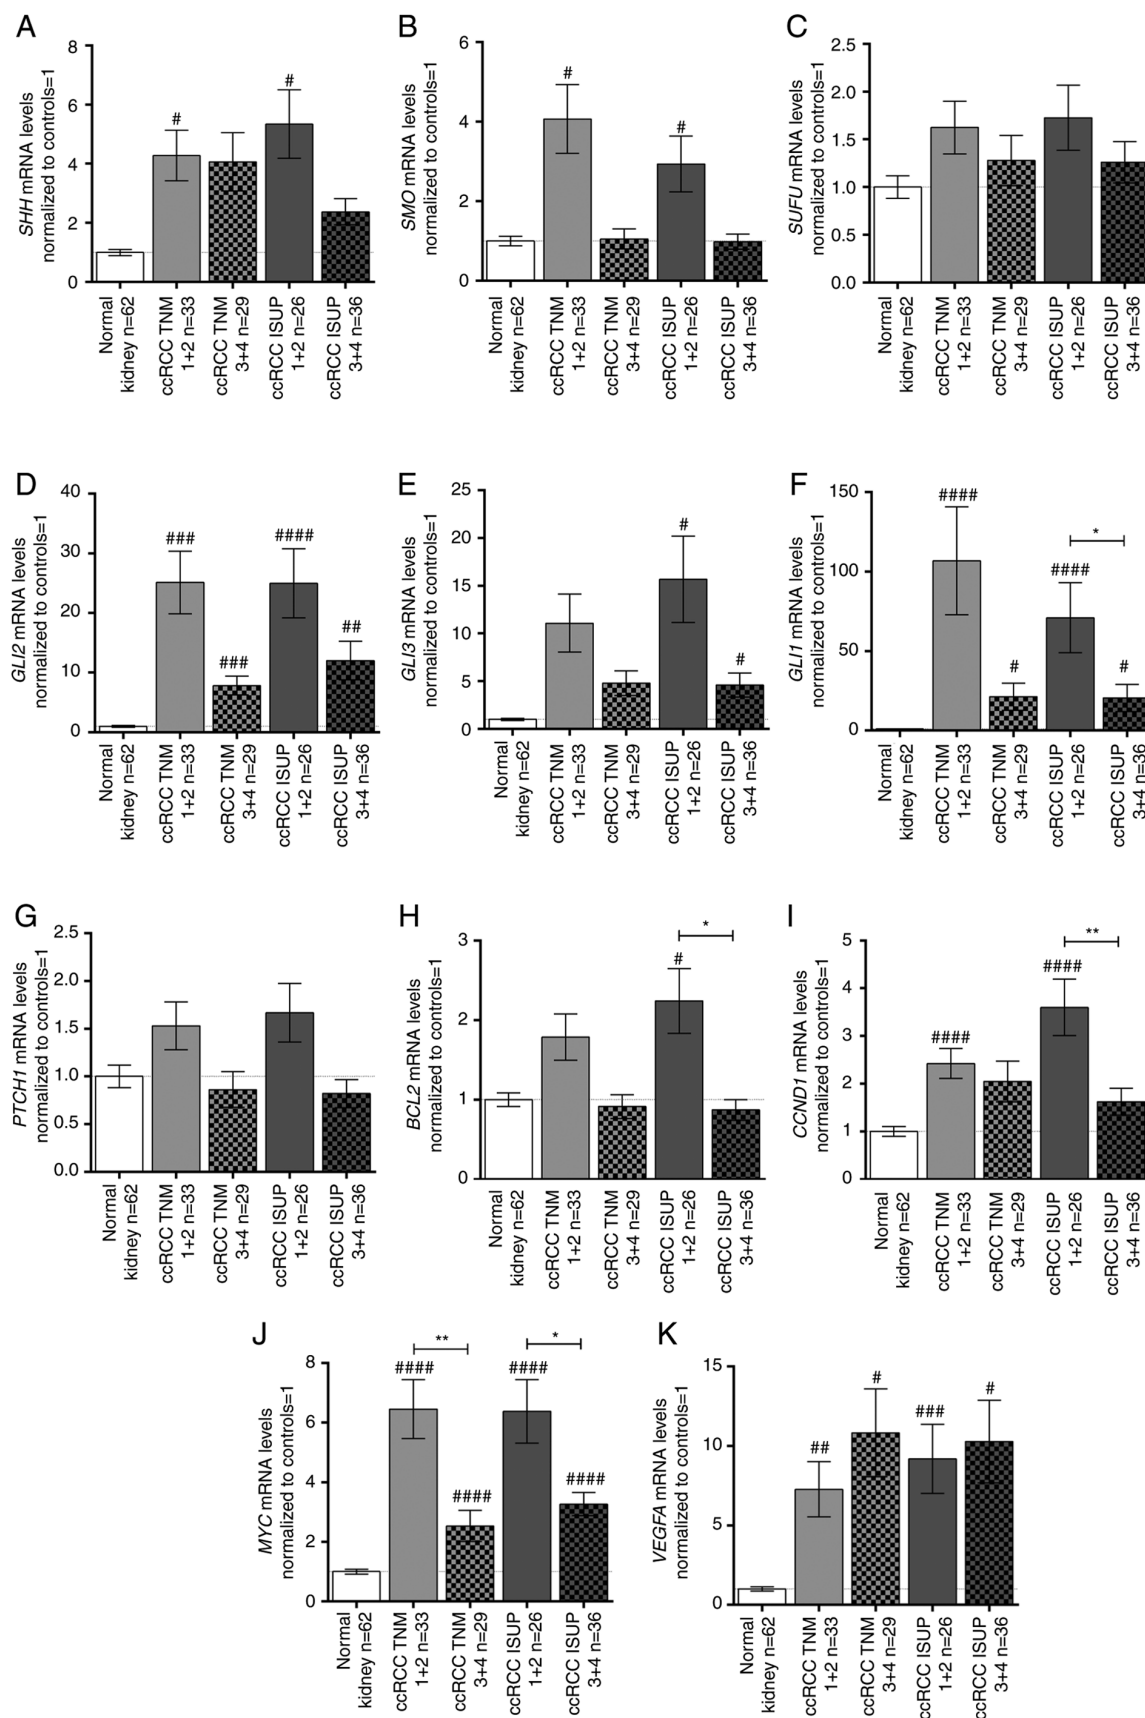 A
SHH mRNA levels
normalized to controls=1
8
6
4
2
0
#
#
Normal
kidney n=62
ccRCC TNM
1+2 n=33
ccRCC TNM
3+4 n=29
ccRCC ISUP
1+2 n=26
ccRCC ISUP
3+4 n=36
B
SMO mRNA levels
normalized to controls=1
6
4
2
0
#
#
Normal
kidney n=62
ccRCC TNM
1+2 n=33
ccRCC TNM
3+4 n=29
ccRCC ISUP
1+2 n=26
ccRCC ISUP
3+4 n=36
C
SUFU mRNA levels
normalized to controls=1
2.5
2.0
1.5
1.0
0.5
0.0
Normal
kidney n=62
ccRCC TNM
1+2 n=33
ccRCC TNM
3+4 n=29
ccRCC ISUP
1+2 n=26
ccRCC ISUP
3+4 n=36
D
GLI2 mRNA levels
normalized to controls=1
40
30
20
10
0
###
###
####
##
Normal
kidney n=62
ccRCC TNM
1+2 n=33
ccRCC TNM
3+4 n=29
ccRCC ISUP
1+2 n=26
ccRCC ISUP
3+4 n=36
E
GLI3 mRNA levels
normalized to controls=1
25
20
15
10
5
0
#
#
Normal
kidney n=62
ccRCC TNM
1+2 n=33
ccRCC TNM
3+4 n=29
ccRCC ISUP
1+2 n=26
ccRCC ISUP
3+4 n=36
F
GLI1 mRNA levels
normalized to controls=1
150
100
50
0
####
#
####
*
#
Normal
kidney n=62
ccRCC TNM
1+2 n=33
ccRCC TNM
3+4 n=29
ccRCC ISUP
1+2 n=26
ccRCC ISUP
3+4 n=36
G
PTCH1 mRNA levels
normalized to controls=1
2.5
2.0
1.5
1.0
0.5
0.0
Normal
kidney n=62
ccRCC TNM
1+2 n=33
ccRCC TNM
3+4 n=29
ccRCC ISUP
1+2 n=26
ccRCC ISUP
3+4 n=36
H
BCL2 mRNA levels
normalized to controls=1
3
2
1
0
*
#
Normal
kidney n=62
ccRCC TNM
1+2 n=33
ccRCC TNM
3+4 n=29
ccRCC ISUP
1+2 n=26
ccRCC ISUP
3+4 n=36
I
CCND1 mRNA levels
normalized to controls=1
5
4
3
2
1
0
**
####
####
Normal
kidney n=62
ccRCC TNM
1+2 n=33
ccRCC TNM
3+4 n=29
ccRCC ISUP
1+2 n=26
ccRCC ISUP
3+4 n=36
J
MYC mRNA levels
normalized to controls=1
8
6
4
2
0
**
*
####
####
####
####
Normal
kidney n=62
ccRCC TNM
1+2 n=33
ccRCC TNM
3+4 n=29
ccRCC ISUP
1+2 n=26
ccRCC ISUP
3+4 n=36
K
VEGFA mRNA levels
normalized to controls=1
15
10
5
0
##
#
###
#
Normal
kidney n=62
ccRCC TNM
1+2 n=33
ccRCC TNM
3+4 n=29
ccRCC ISUP
1+2 n=26
ccRCC ISUP
3+4 n=36